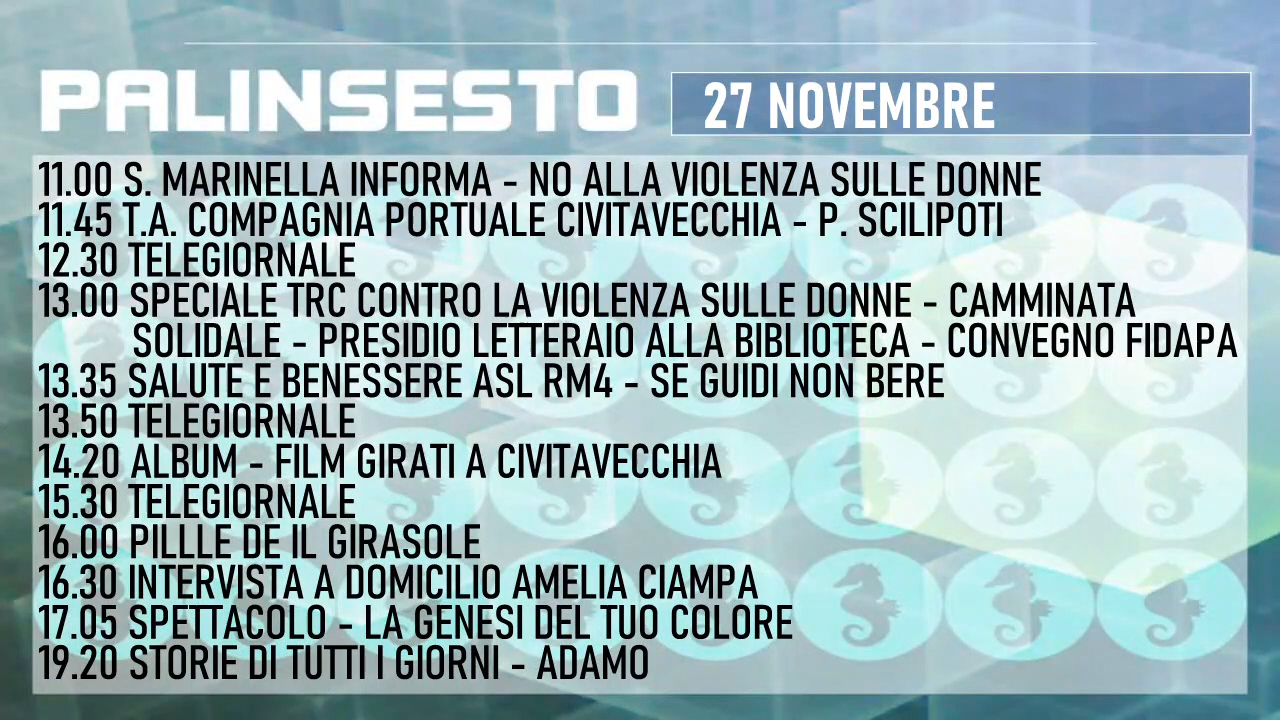 PALINSESTO
27 NOVEMBRE
11.00 S. MARINELLA INFORMA - NO ALLA VIOLENZA SULLE DONNE
11.45 T.A. COMPAGNIA PORTUALE CIVITAVECCHIA - P. SCILIPOTI
12.30 TELEGIORNALE
13.00 SPECIALE TRC CONTRO LA VIOLENZA SULLE DONNE - CAMMINATA
SOLIDALE - PRESIDIO LETTERAIO ALLA BIBLIOTECA - CONVEGNO FIDAPA
13.35 SALUTE E BENESSERE ASL RM4 - SE GUIDI NON BERE
13.50 TELEGIORNALE
14.20 ALBUM - FILM GIRATI A CIVITAVECCHIA
15.30 TELEGIORNALE
16.00 PILLLE DE IL GIRASOLE
16.30 INTERVISTA A DOMICILIO AMELIA CIAMPA
17.05 SPETTACOLO - LA GENESI DEL TUO COLORE
19.20 STORIE DI TUTTI I GIORNI - ADAMO